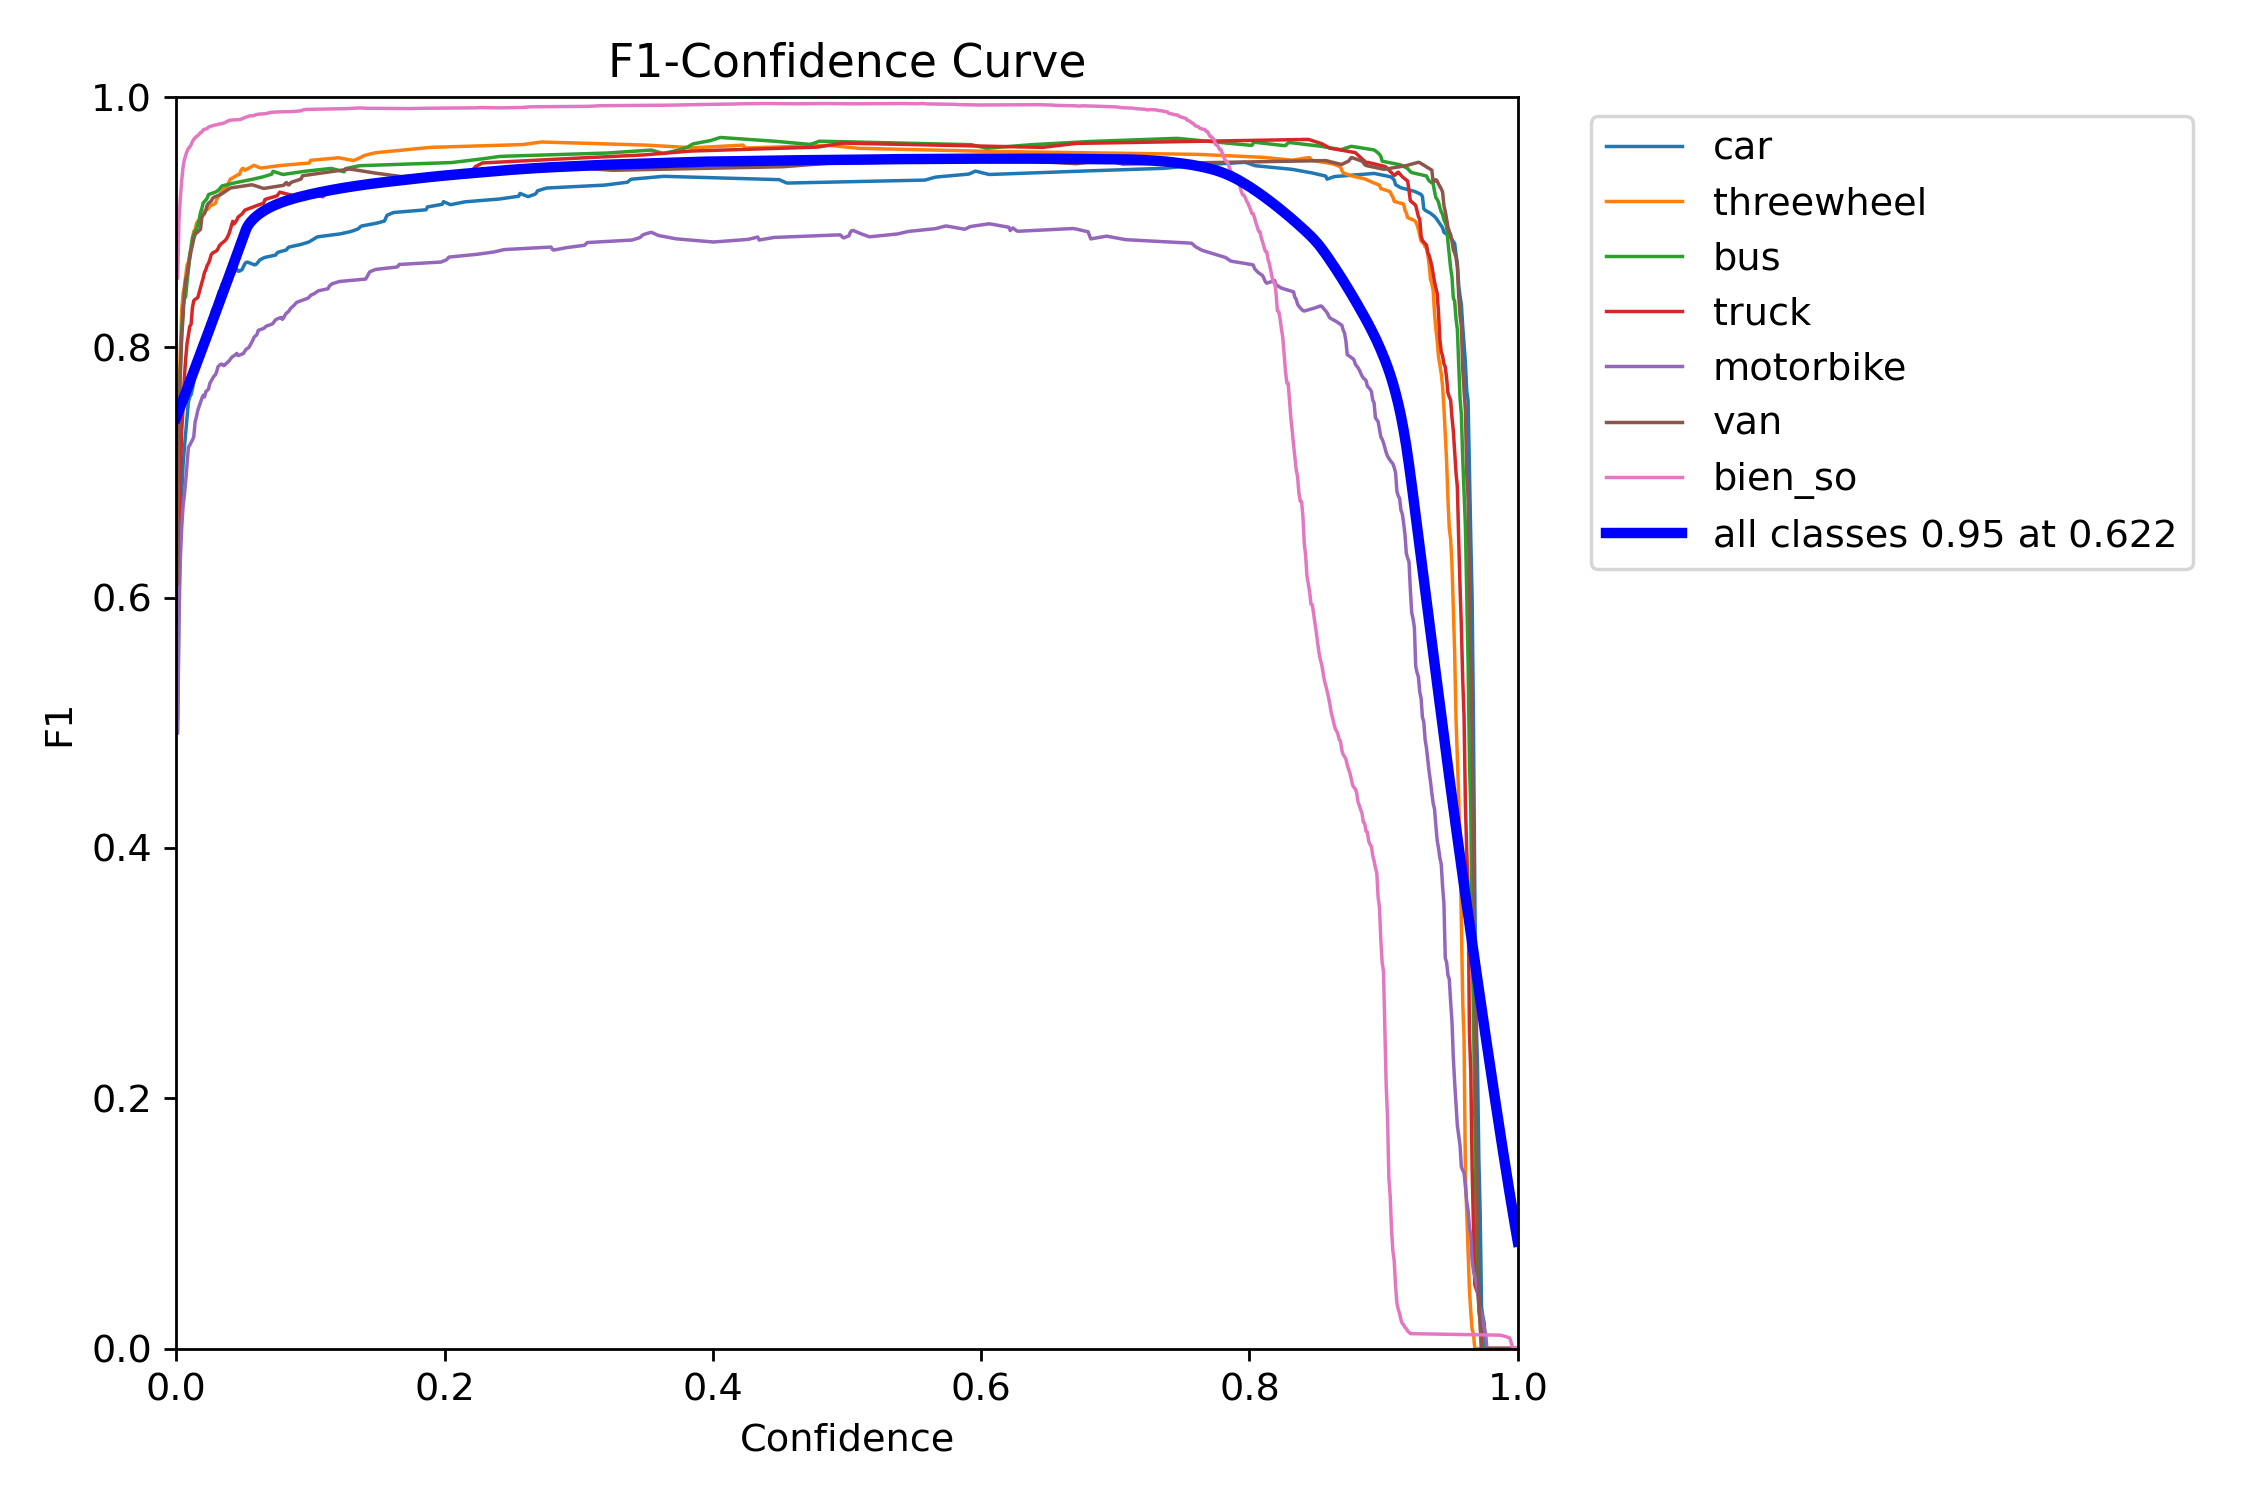 F1-Confidence Curve
1.0
0.8
0.6
0.4
0.2
0.0
F1
0.0 0.2 0.4 0.6 0.8 1.0
Confidence
car
threewheel
bus
truck
motorbike
van
bien_so
all classes 0.95 at 0.622